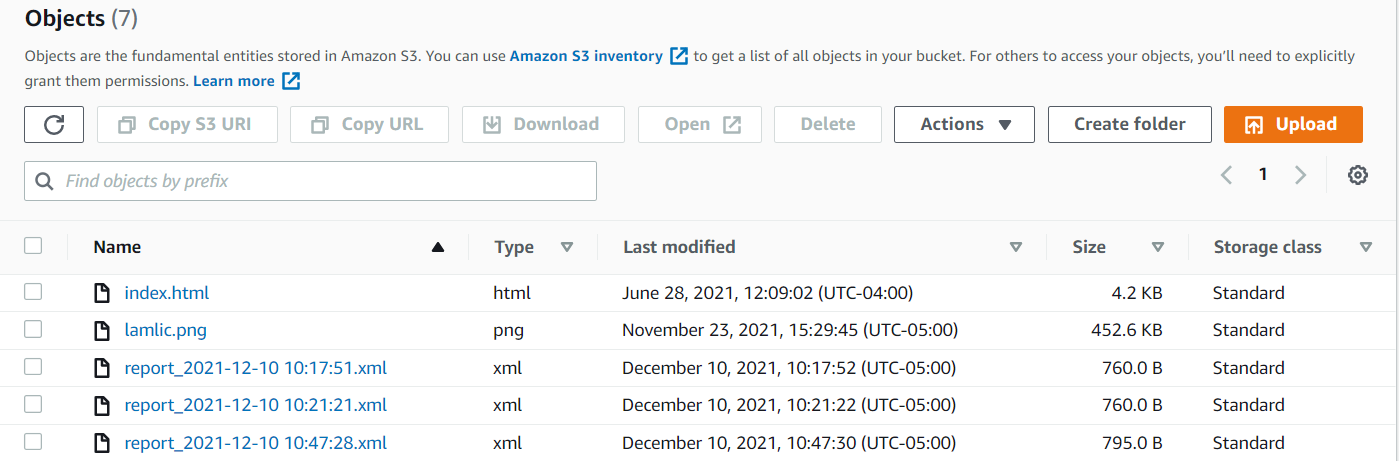 Objects (7)
Objects are the fundamental entities stored in Amazon S3. You can use Amazon S3 inventory to get a list of all objects in your bucket. For others to access your objects, you’ll need to explicitly
grant them permissions. Learn more
Copy S3 URI Copy URL Download Open Delete Actions Create folder Upload
Find objects by prefix 1
Name Type Last modified Size Storage class
index.html html June 28, 2021, 12:09:02 (UTC-04:00) 4.2 KB Standard
lamlic.png png November 23, 2021, 15:29:45 (UTC-05:00) 452.6 KB Standard
report_2021-12-10 10:17:51.xml xml December 10, 2021, 10:17:52 (UTC-05:00) 760.0 B Standard
report_2021-12-10 10:21:21.xml xml December 10, 2021, 10:21:22 (UTC-05:00) 760.0 B Standard
report_2021-12-10 10:47:28.xml xml December 10, 2021, 10:47:30 (UTC-05:00) 795.0 B Standard